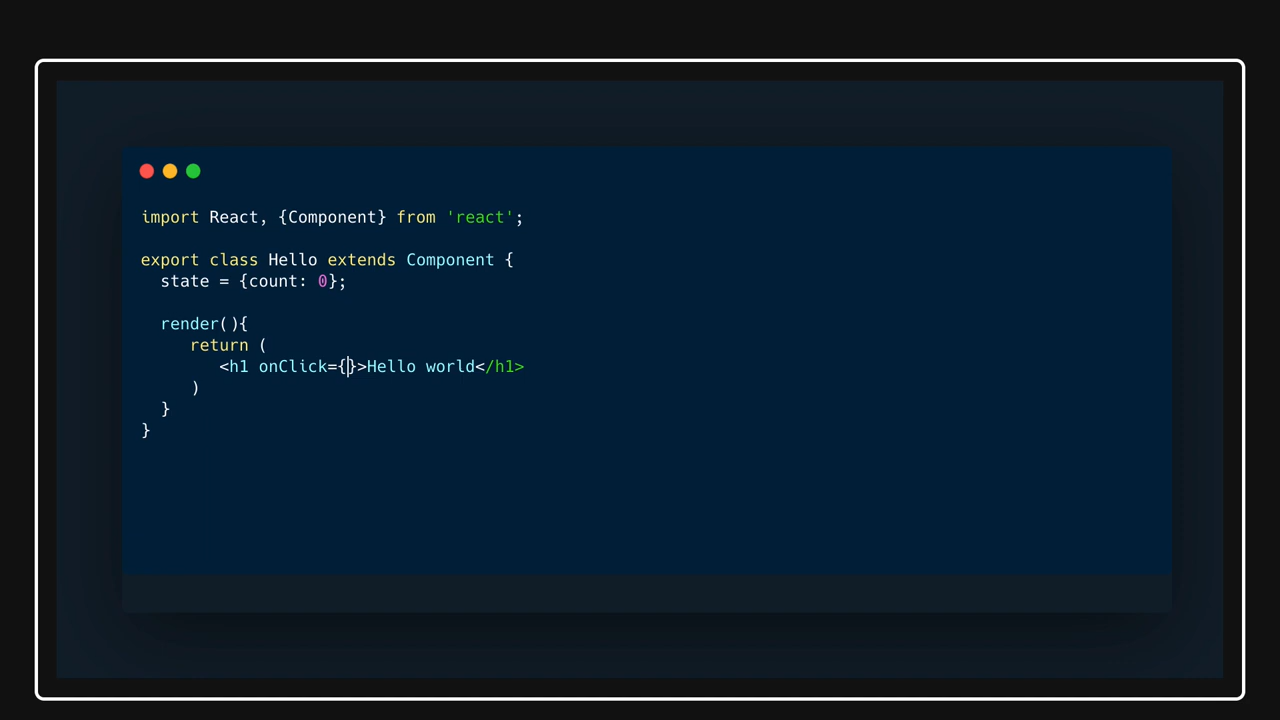 import React, {Component} from 'react';
export class Hello extends Component {
state = {count: 0};
render(){
return (
<h1 onClick={}>Hello world</h1>
)
}
}